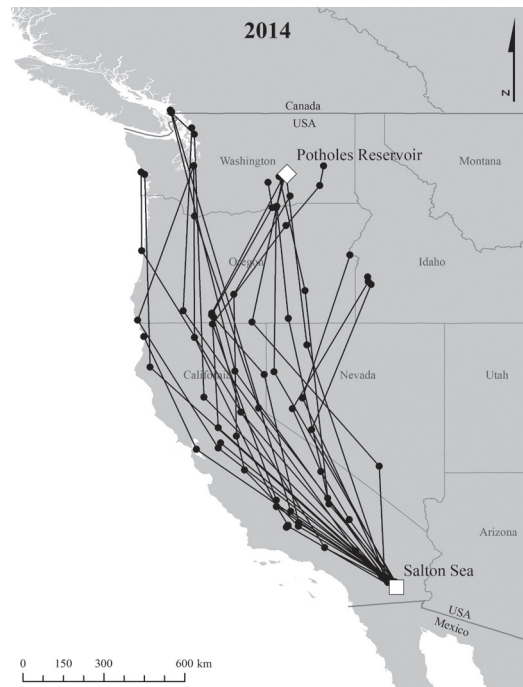 2014
N
Canada
USA
Washington
Potholes Reservoir
Montana
Oregon
Idaho
California
Nevada
Utah
Arizona
Salton Sea
USA
Mexico
0 150 300 600 km